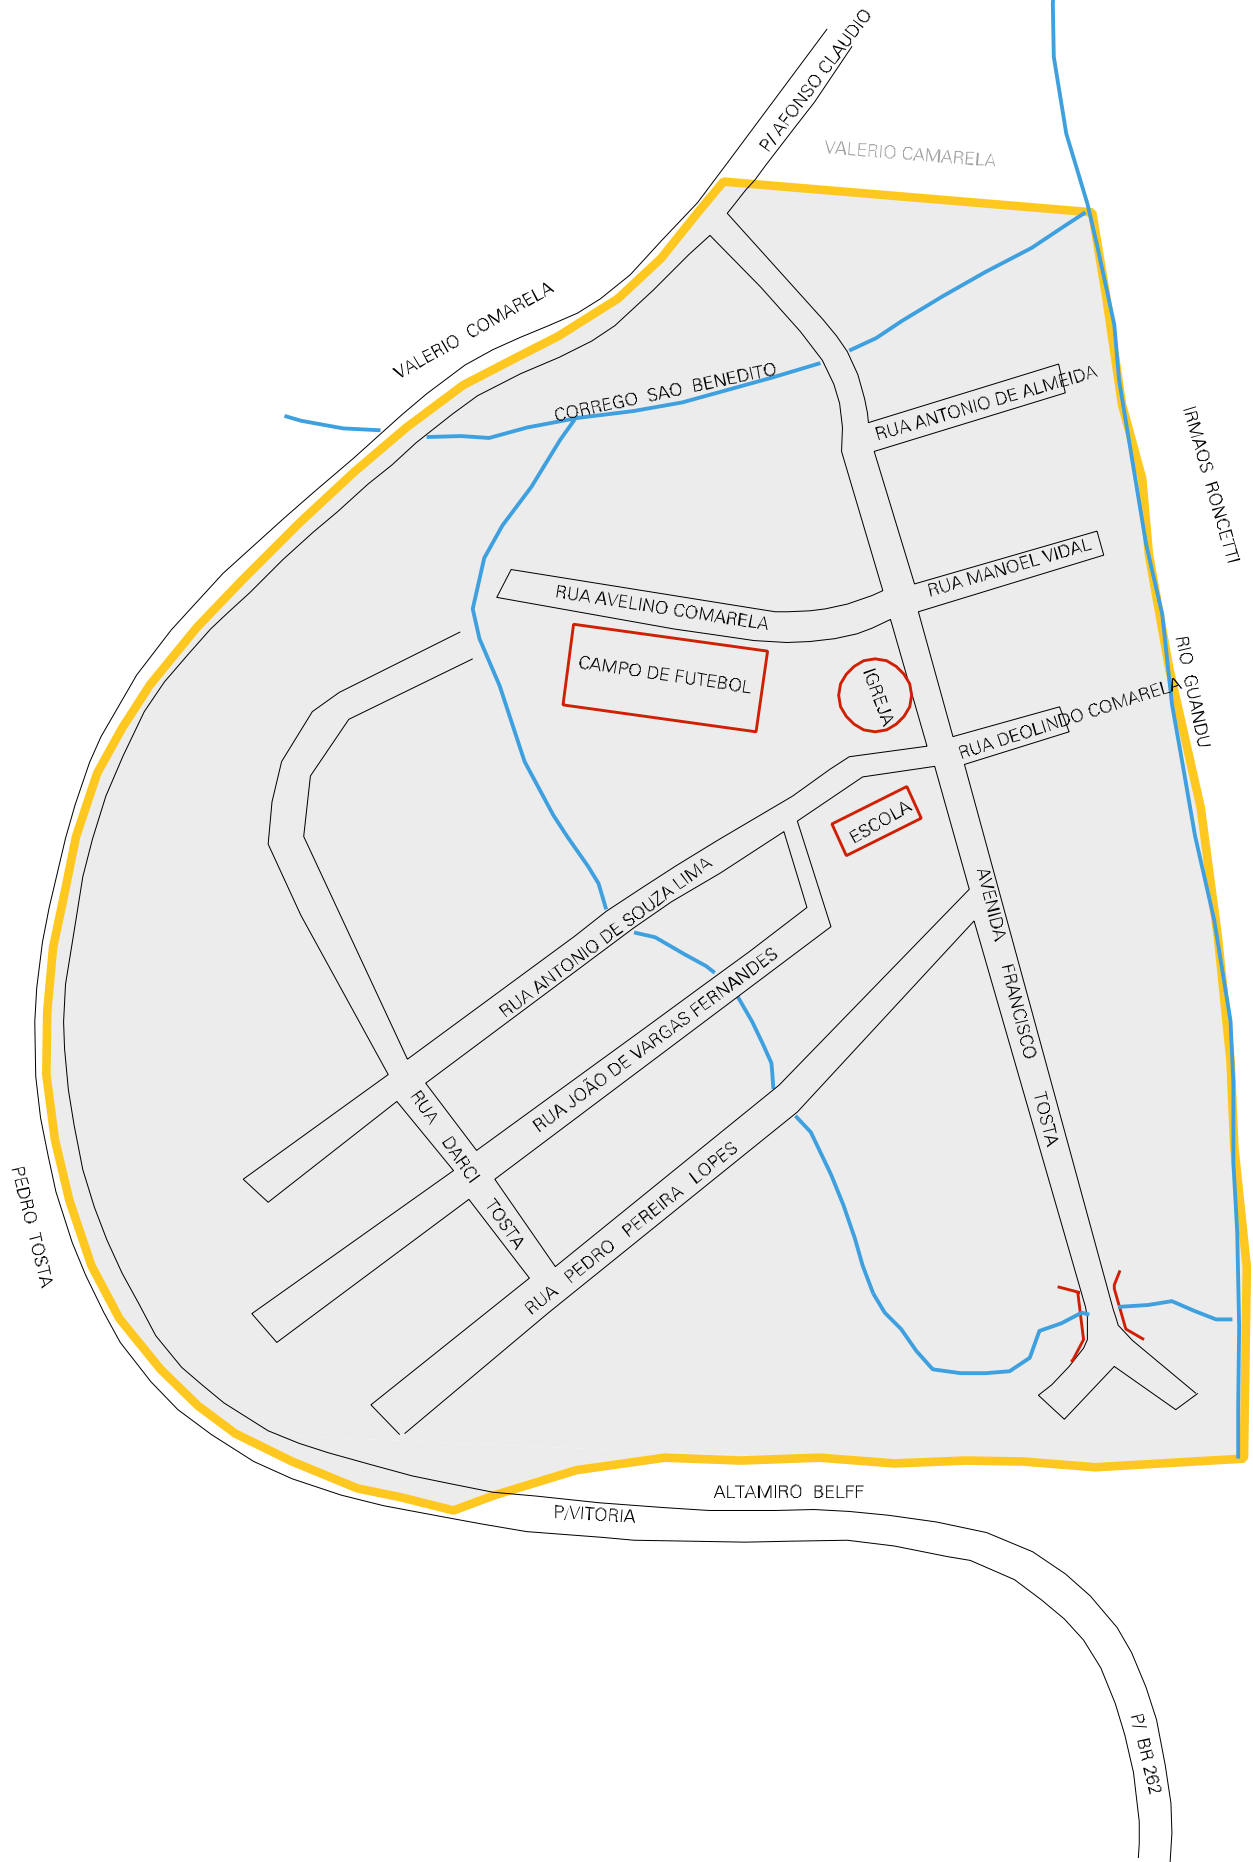 P/ AFONSO CLAUDIO
VALERIO CAMARELA
VALERIO COMARELA
CORREGO SAO BENEDITO
RUA ANTONIO DE ALMEIDA
IRMAOS RONCETTI
RUA MANOEL VIDAL
RUA AVELINO COMARELA
CAMPO DE FUTEBOL
IGREJA
RIO GUANDU
RUA DEOLINDO COMARELA
ESCOLA
RUA ANTONIO DE SOUZA LIMA
AVENIDA FRANCISCO TOSTA
RUA JOÃO DE VARGAS FERNANDES
RUA DARCI TOSTA
RUA PEDRO PEREIRA LOPES
PEDRO TOSTA
ALTAMIRO BELFF
P/VITORIA
P/ BR 262